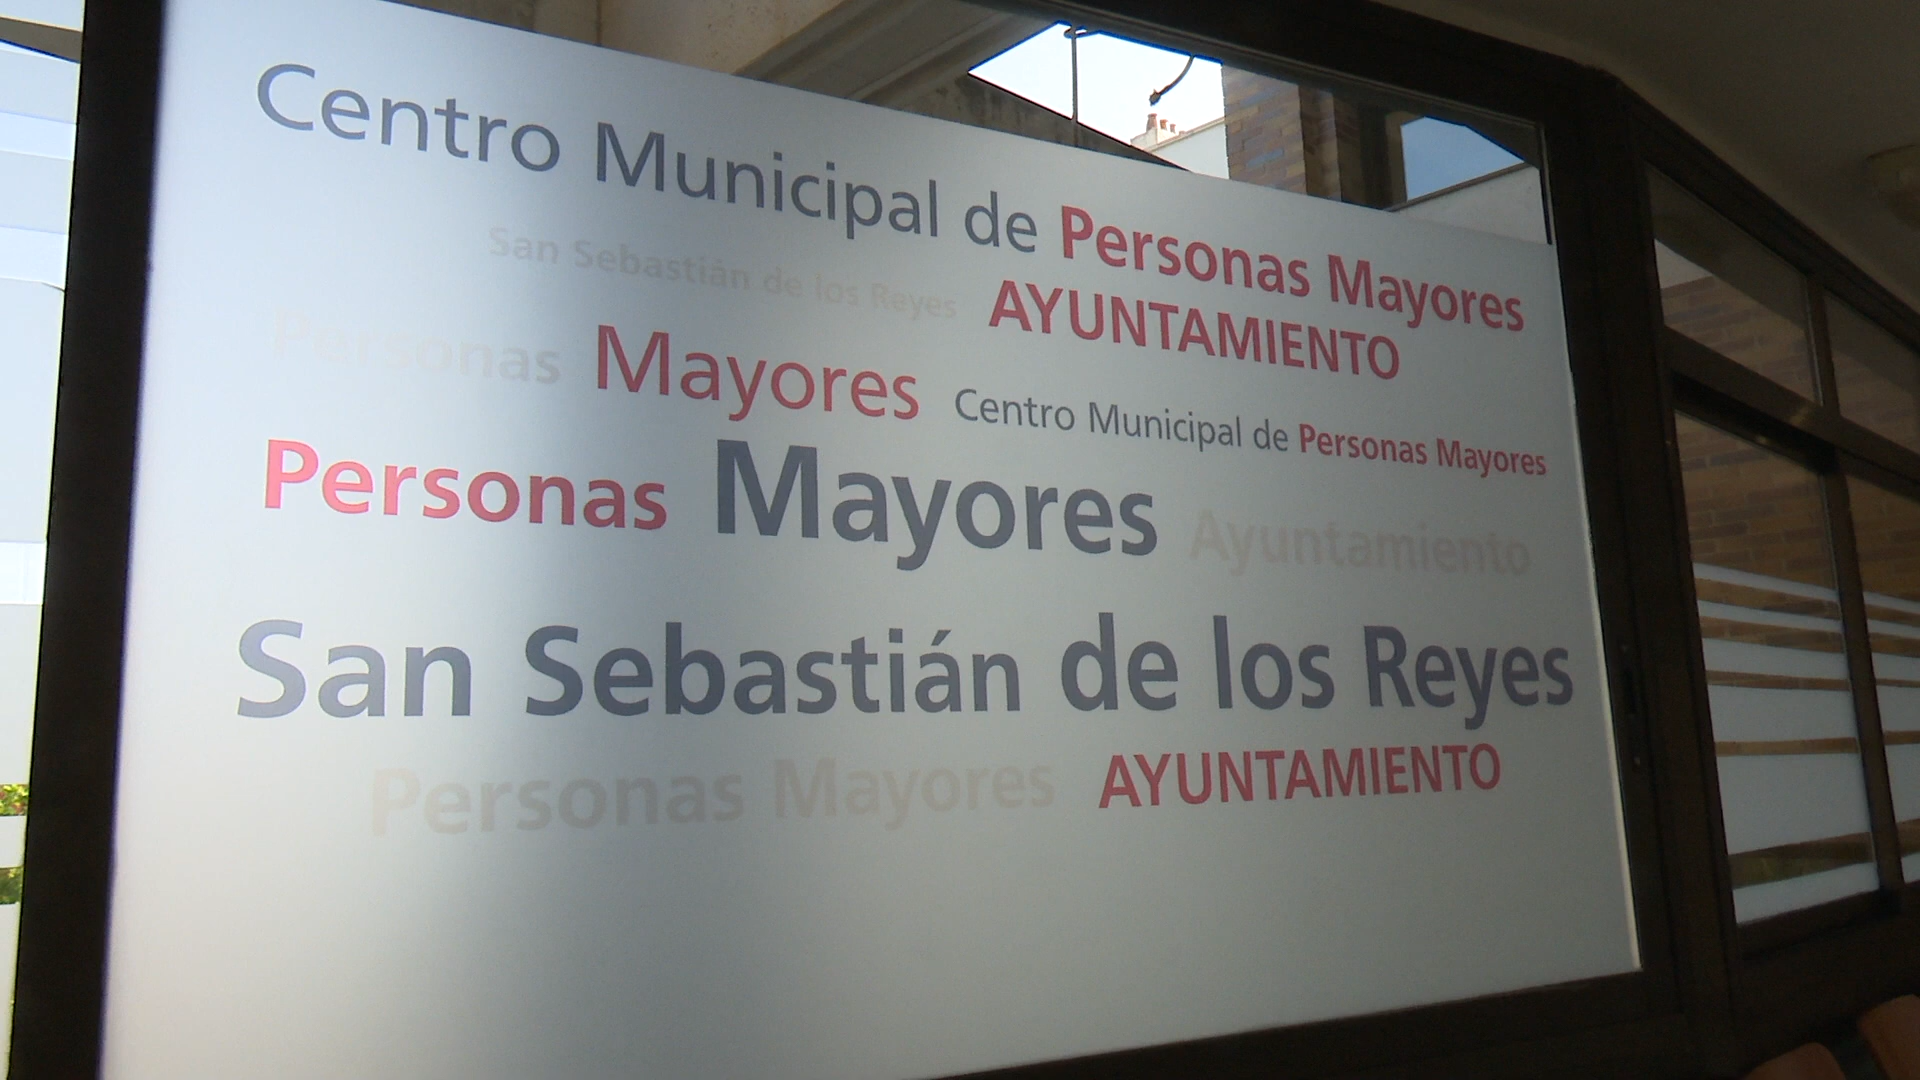 Centro Municipal de Personas Mayores
San Sebastián de los Reyes AYUNTAMIENTO
Personas Mayores Centro Municipal de Personas Mayores
Personas Mayores Ayuntamiento
San Sebastián de los Reyes
Personas Mayores AYUNTAMIENTO